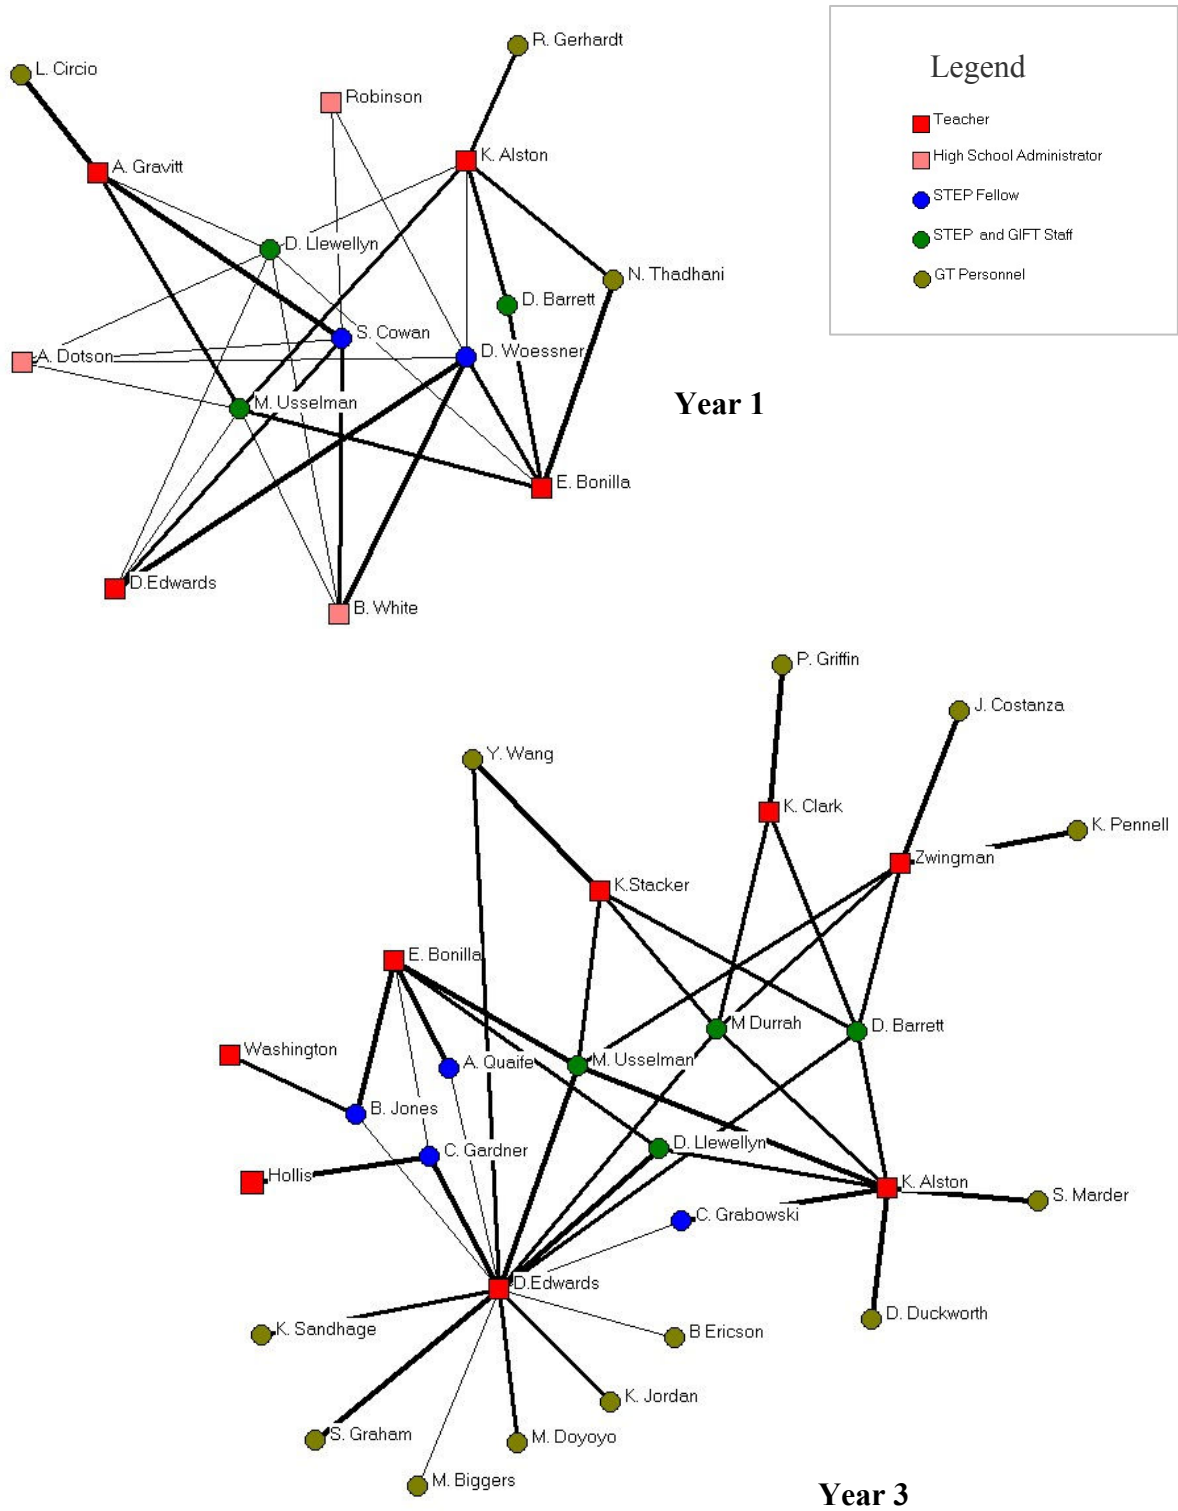 L. Circio
R. Gerhardt
Robinson
A. Gravitt
K. Alston
D. Llewellyn
N. Thadhani
D. Barrett
S. Cowan
A. Dotson
D. Woessner
M. Usselman
E. Bonilla
D.Edwards
B. White
Year 1
Legend
Teacher
High School Administrator
STEP Fellow
STEP and GIFT Staff
GT Personnel
P. Griffin
J. Costanza
Y. Wang
K. Clark
K. Pennell
Zwingman
K.Stacker
E. Bonilla
M Durrah
D. Barrett
Washington
A. Quaife
M. Usselman
B. Jones
C. Gardner
D. Llewellyn
Hollis
K. Alston
S. Marder
C. Grabowski
D.Edwards
K. Sandhage
B Ericson
D. Duckworth
K. Jordan
S. Graham
M. Doyoyo
M. Biggers
Year 3